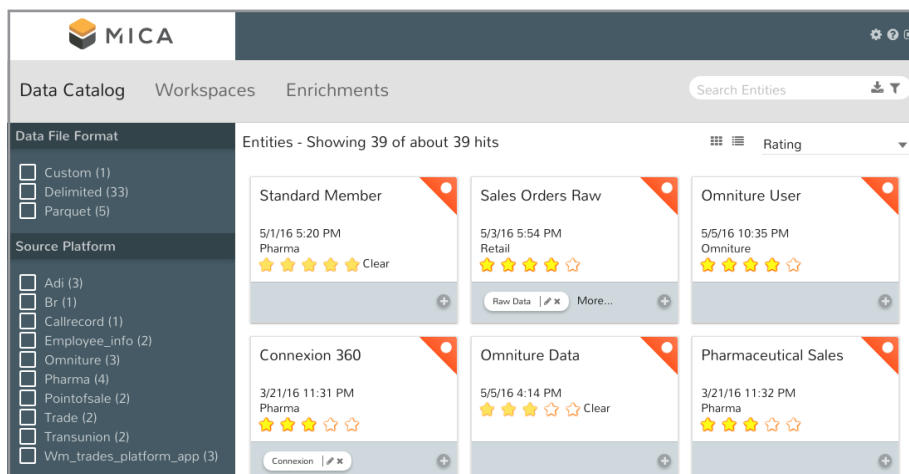 MICA
Data Catalog Workspaces Enrichments
Search Entities
Data File Format
Custom (1)
Delimited (33)
Parquet (5)
Source Platform
Adi (3)
Br (1)
Callrecord (1)
Employee_info (2)
Omniture (3)
Pharma (4)
Pointofsale (2)
Trade (2)
Transunion (2)
Wm_trades_platform_app (3)
Entities - Showing 39 of about 39 hits
Rating
Standard Member
5/1/16 5:20 PM
Pharma
Clear
Sales Orders Raw
5/3/16 5:54 PM
Retail
Raw Data
More...
Omniture User
5/5/16 10:35 PM
Omniture
Connexion 360
3/21/16 11:31 PM
Pharma
Connexion
Omniture Data
5/5/16 4:14 PM
Clear
Pharmaceutical Sales
3/21/16 11:32 PM
Pharma